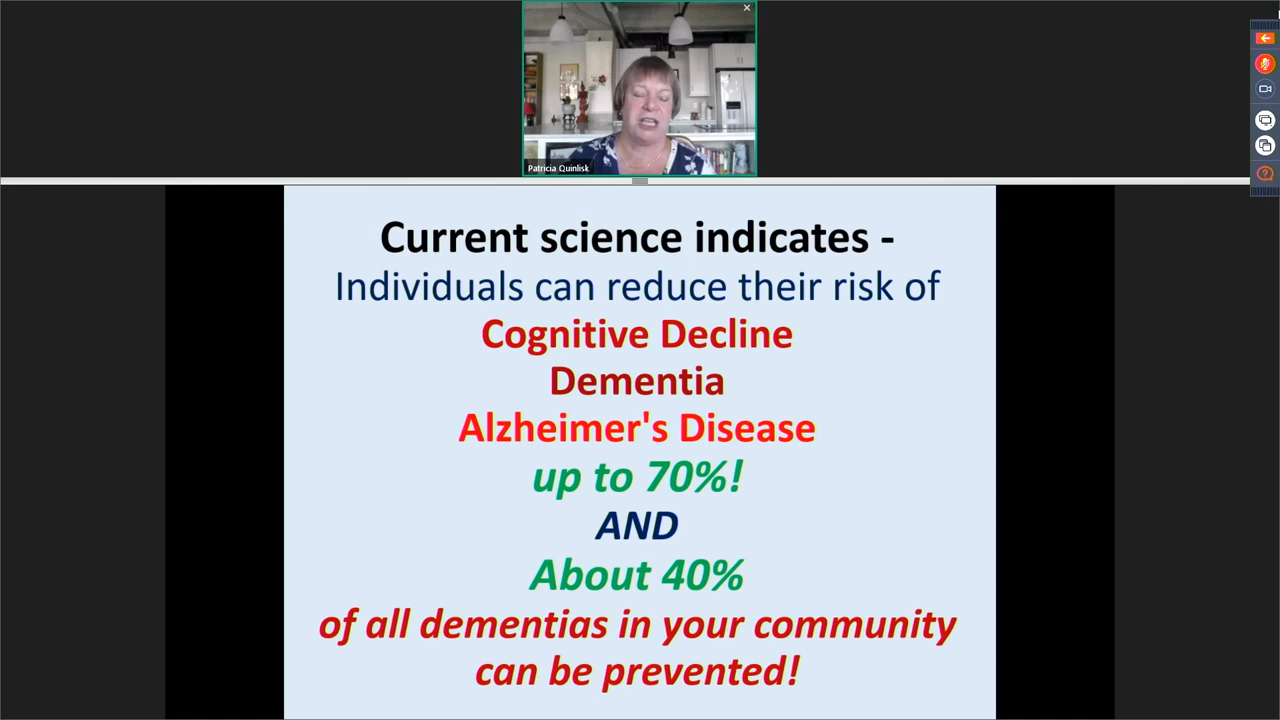 Patricia Quinlisk
Current science indicates -
Individuals can reduce their risk of
Cognitive Decline
Dementia
Alzheimer's Disease
up to 70%!
AND
About 40%
of all dementias in your community
can be prevented!